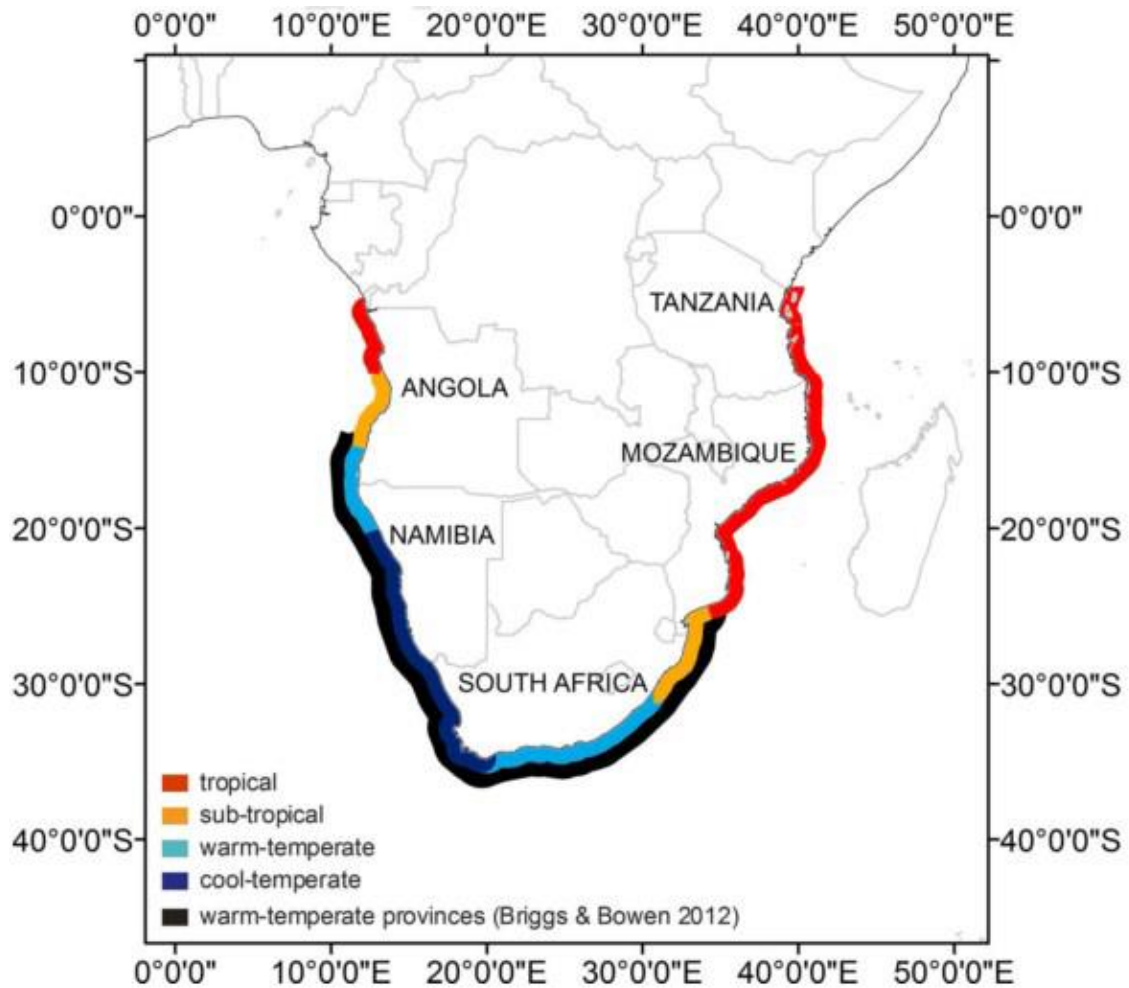 0°0'0" 10°0'0"E 20°0'0"E 30°0'0"E 40°0'0"E 50°0'0"E
0°0'0" 0°0'0"
TANZANIA
10°0'0"S 10°0'0"S
ANGOLA
MOZAMBIQUE
20°0'0"S NAMIBIA 20°0'0"S
30°0'0"S SOUTH AFRICA 30°0'0"S
tropical
sub-tropical
40°0'0"S warm-temperate 40°0'0"S
cool-temperate
warm-temperate provinces (Briggs & Bowen 2012)
0°0'0" 10°0'0"E 20°0'0"E 30°0'0"E 40°0'0"E 50°0'0"E